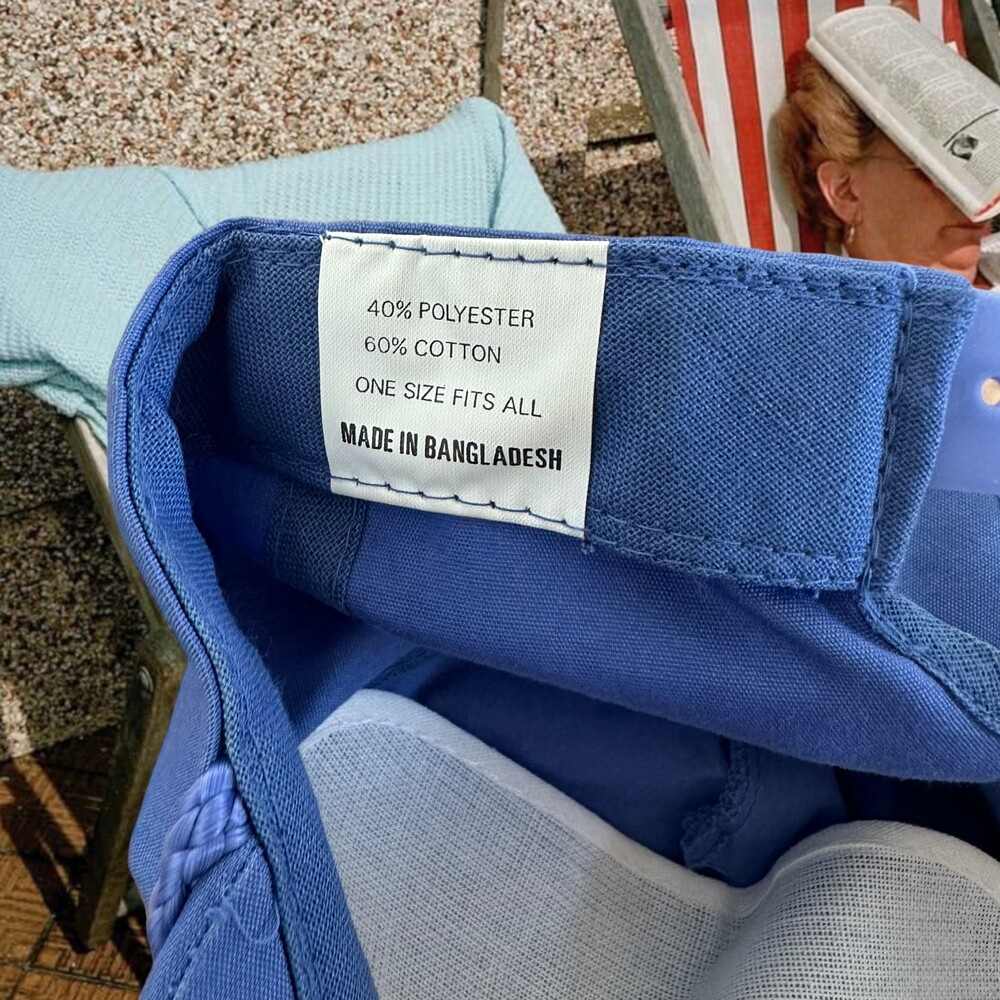 40% POLYESTER
60% COTTON
ONE SIZE FITS ALL
MADE IN BANGLADESH